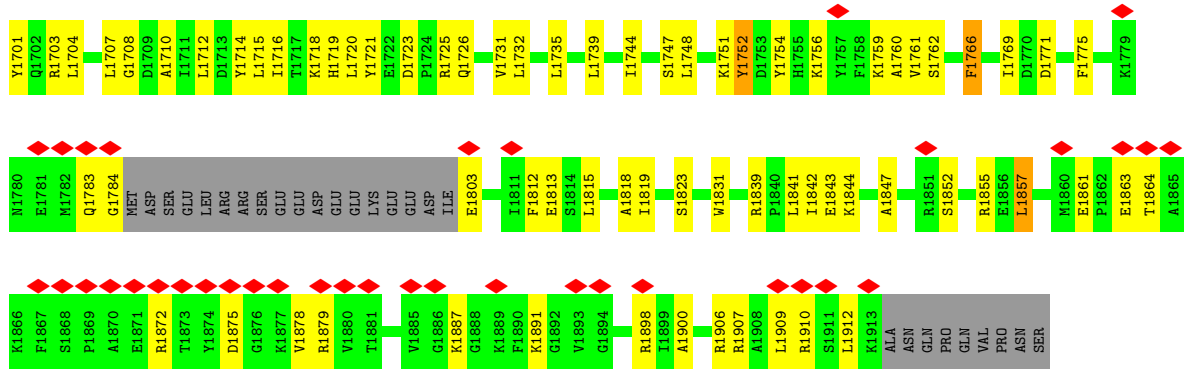 Y1701 Q1702 R1703 L1704 L1707 G1708 D1709 A1710 I1711 L1712 D1713 Y1714 L1715 I1716 T1717 K1718 H1719 L1720 Y1721 E1722 D1723 P1724 R1725 Q1726 V1731 L1732 L1735 L1739 I1744 S1747 L1748 K1751 Y1752 D1753 Y1754 H1755 K1756 Y1757 F1758 K1759 A1760 V1761 S1762 F1766 I1769 D1770 D1771 F1775 K1779
N1780 E1781 M1782 Q1783 G1784 MET ASP SER GLU LEU ARG ARG SER GLU GLU ASP GLU GLU LYS GLU GLU ASP ILE E1803 I1811 F1812 E1813 S1814 L1815 A1818 I1819 S1823 W1831 R1839 P1840 L1841 I1842 E1843 K1844 A1847 R1851 S1852 R1855 E1856 L1857 M1860 E1861 P1862 E1863 T1864 A1865
K1866 F1867 S1868 P1869 A1870 E1871 R1872 T1873 Y1874 D1875 G1876 K1877 V1878 R1879 V1880 T1881 V1885 G1886 K1887 G1888 K1889 F1890 K1891 G1892 V1893 G1894 R1898 I1899 A1900 R1906 R1907 A1908 L1909 R1910 S1911 L1912 K1913 ALA ASN GLN PRO GLN VAL PRO ASN SER